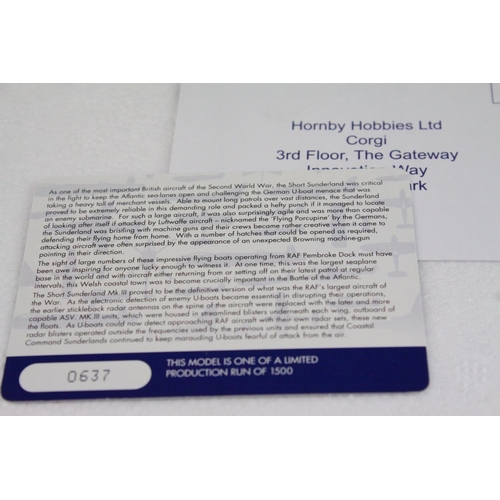 Hornby Hobbies Ltd
Corgi
3rd Floor, The Gateway
Innovation Way
ark
As one of the most important British aircraft of the Second World War, the Short Sunderland was critical
in the fight to keep the Atlantic sea-lanes open and challenging the German U-boat menace that was
taking a heavy toll of merchant vessels. Able to mount long patrols over vast distances, the Sunderland
proved to be extremely reliable in this demanding role and packed a hefty punch if it managed to locate
an enemy submarine. For such a large aircraft, it was also surprisingly agile and was more than capable
of looking after itself if attacked by Luftwaffe aircraft – nicknamed the 'Flying Porcupine' by the Germans,
the Sunderland was bristling with machine guns and their crews became rather creative when it came to
defending their flying home from home. With a number of hatches that could be opened as required,
attacking aircraft were often surprised by the appearance of an unexpected Browning machine-gun
pointing in their direction.
The sight of large numbers of these impressive flying boats operating from RAF Pembroke Dock must have
been awe inspiring for anyone lucky enough to witness it. At one time, this was the largest seaplane
base in the world and with aircraft either returning from or setting off on their latest patrol at regular
intervals, this Welsh coastal town was to become crucially important in the Battle of the Atlantic.
The Short Sunderland Mk.III proved to be the definitive version of what was the RAF's largest aircraft of
the War. As the electronic detection of enemy U-boats became essential in disrupting their operations,
the earlier stickleback radar antennas on the spine of the aircraft were replaced with the later and more
capable ASV. MK.III units, which were housed in streamlined blisters underneath each wing, outboard of
the floats. As U-boats could now detect approaching RAF aircraft with their own radar sets, these new
radar blisters operated outside the frequencies used by the previous units and ensured that Coastal
Command Sunderlands continued to keep marauding U-boats fearful of attack from the air.
0637
THIS MODEL IS ONE OF A LIMITED
PRODUCTION RUN OF 1500